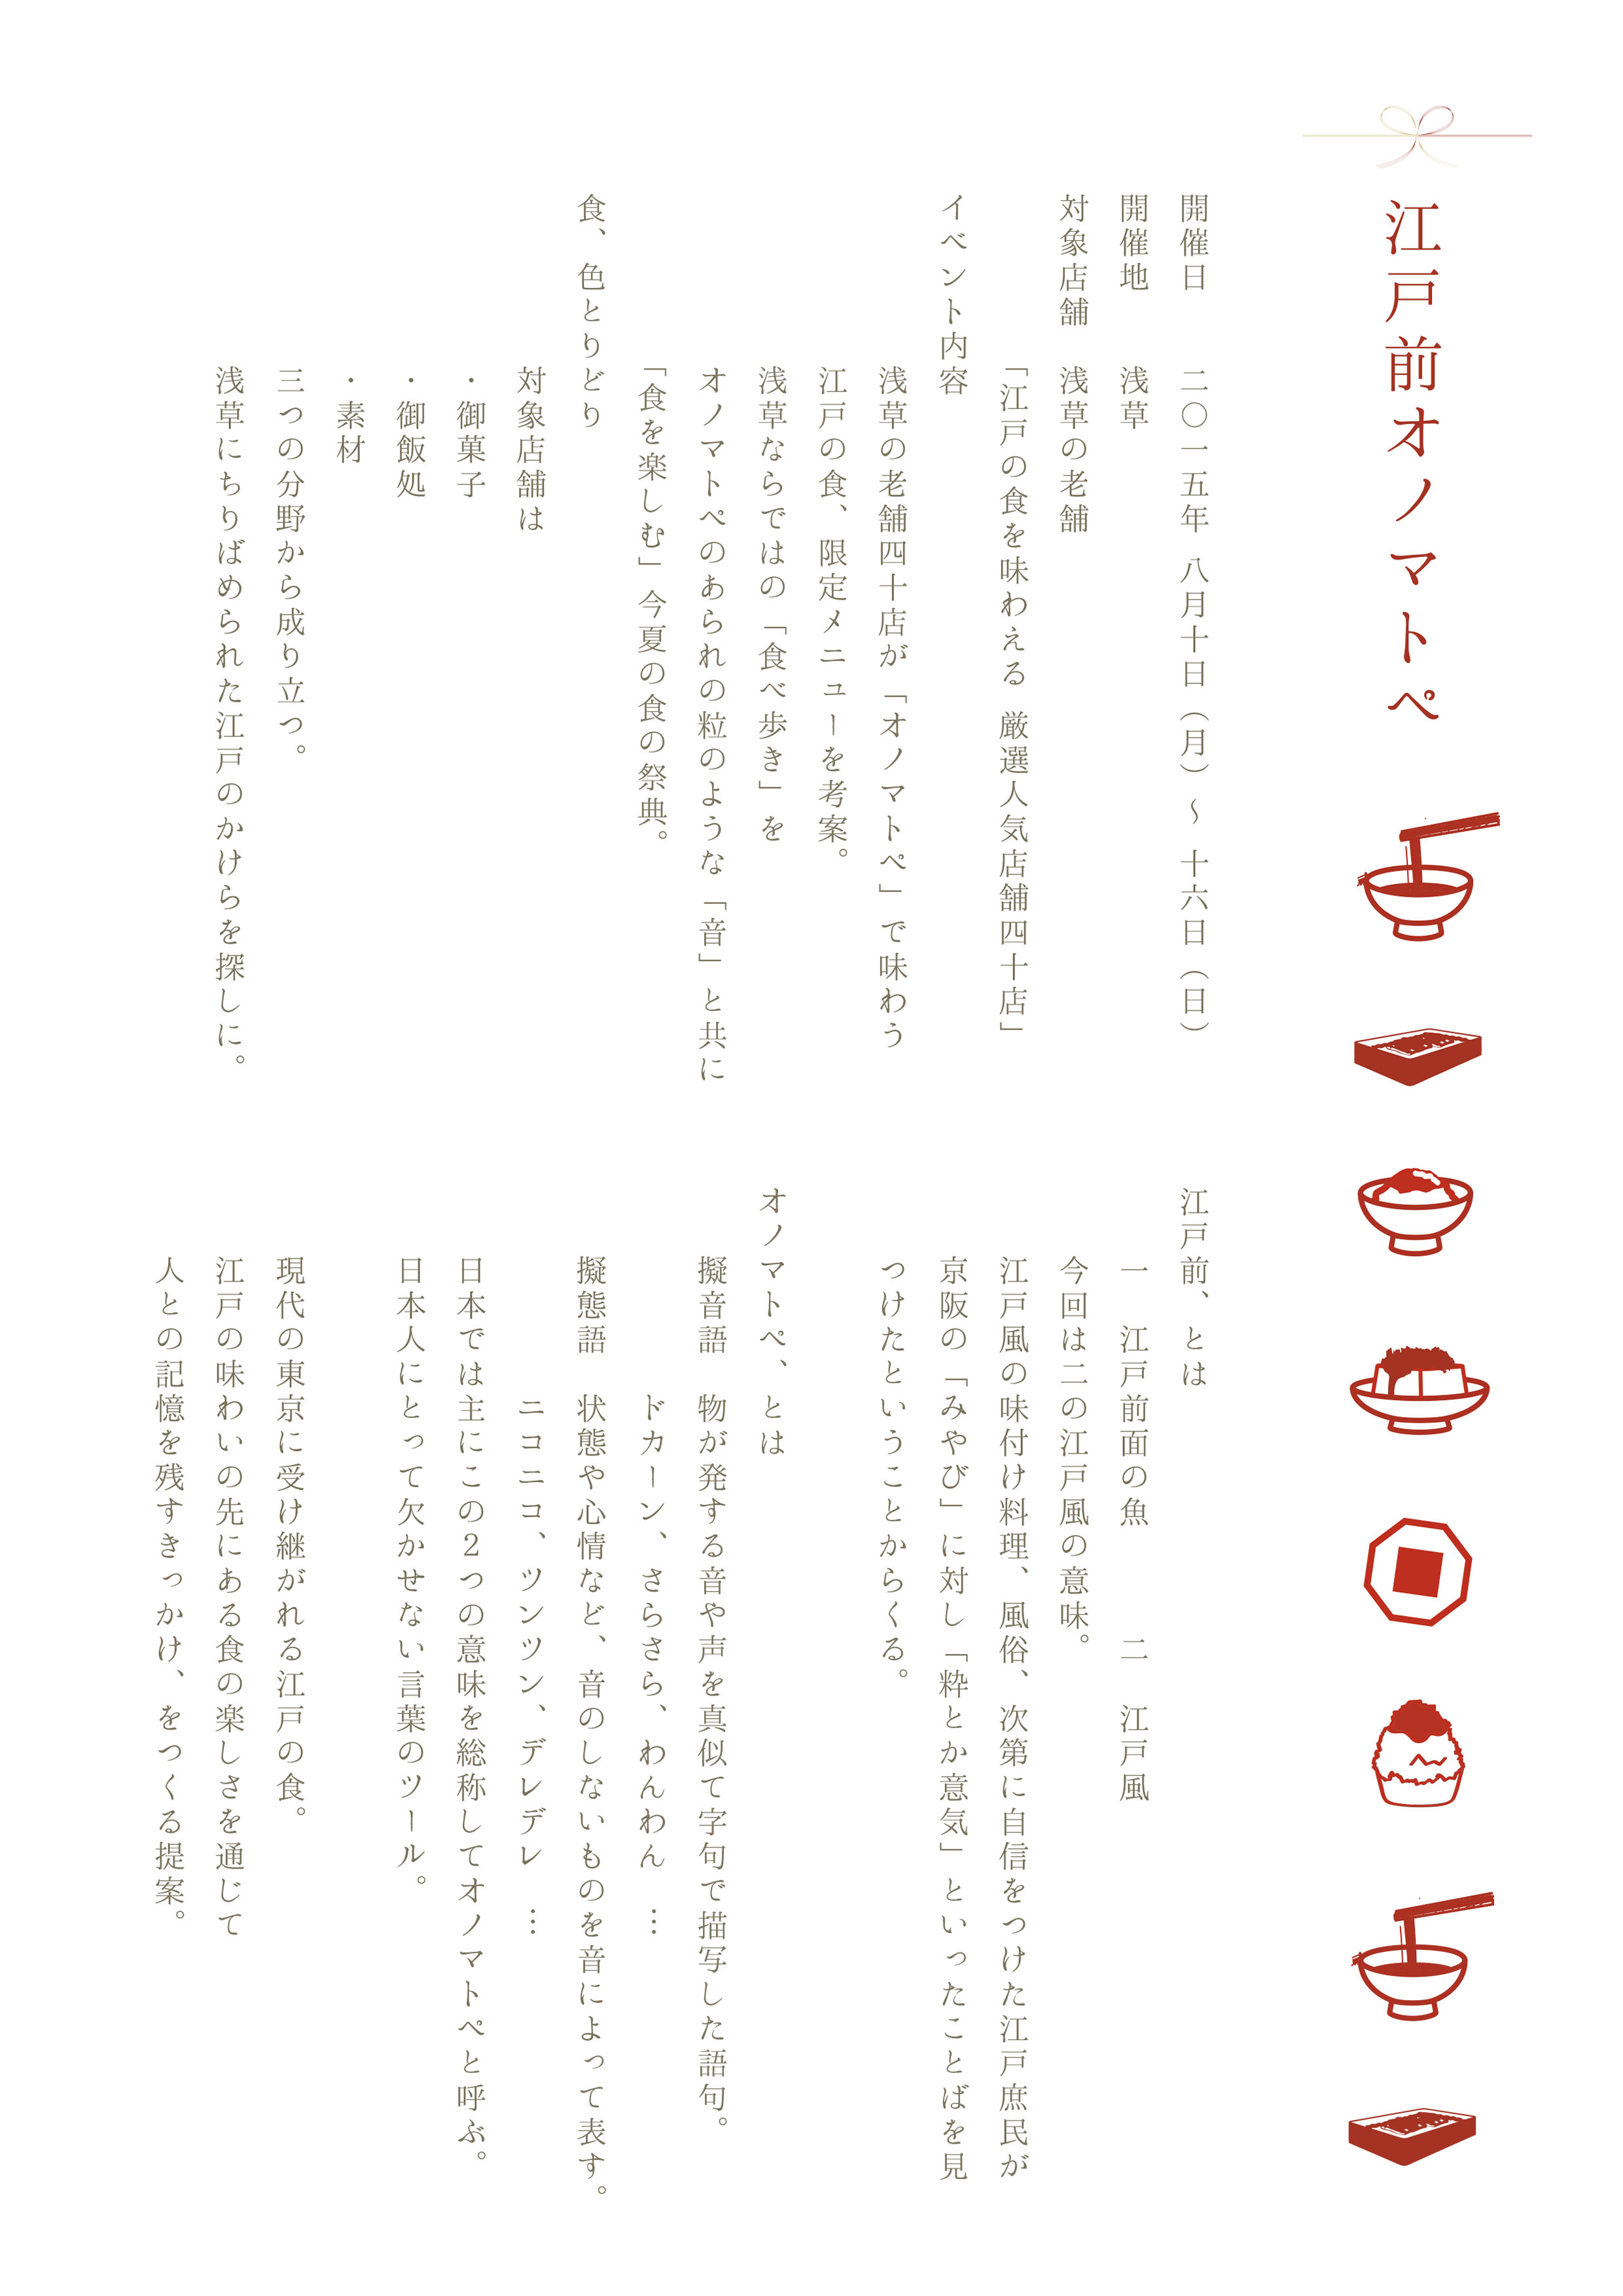 江戸前オノマトペ
開催日　二〇一五年 八月十日（月）～ 十六日（日）
開催地　浅草
対象店舗　浅草の老舗
「江戸の食を味わえる 厳選人気店舗四十店」
イベント内容
浅草の老舗四十店が「オノマトペ」で味わう
江戸の食、限定メニューを考案。
浅草ならではの「食べ歩き」を
オノマトペのあられの粒のような「音」と共に
「食を楽しむ」今夏の食の祭典。
食、色とりどり
対象店舗は
・御菓子
・御飯処
・素材
三つの分野から成り立つ。
浅草にちりばめられた江戸のかけらを探しに。
江戸前、とは
一　江戸前面の魚　　　二　江戸風
今回は二の江戸風の意味。
江戸風の味付け料理、風俗、次第に自信をつけた江戸庶民が
京阪の「みやび」に対し「粋とか意気」といったことばを見
つけたということからくる。
オノマトペ、とは
擬音語　物が発する音や声を真似て字句で描写した語句。
ドカーン、さらさら、わんわん …
擬態語　状態や心情など、音のしないものを音によって表す。
ニコニコ、ツンツン、デレデレ …
日本では主にこの2つの意味を総称してオノマトペと呼ぶ。
日本人にとって欠かせない言葉のツール。
現代の東京に受け継がれる江戸の食。
江戸の味わいの先にある食の楽しさを通じて
人との記憶を残すきっかけ、をつくる提案。